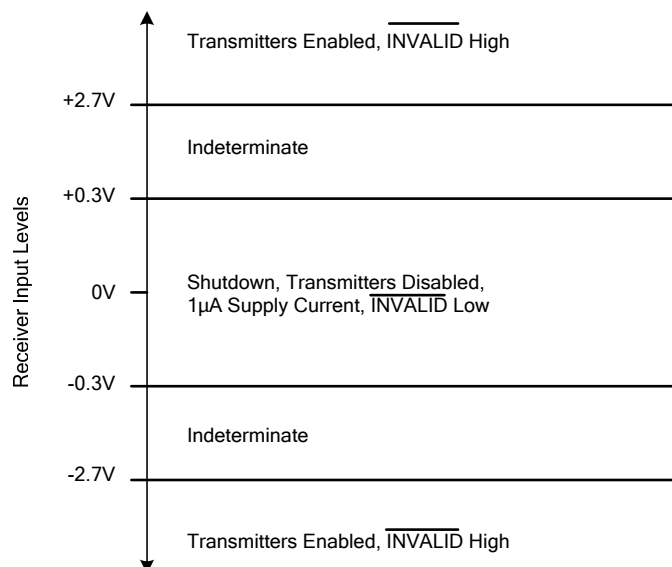 Transmitters Enabled, INVALID High
+2.7V
Indeterminate
+0.3V
Receiver Input Levels
Shutdown, Transmitters Disabled,
0V
1µA Supply Current, INVALID Low
-0.3V
Indeterminate
-2.7V
Transmitters Enabled, INVALID High